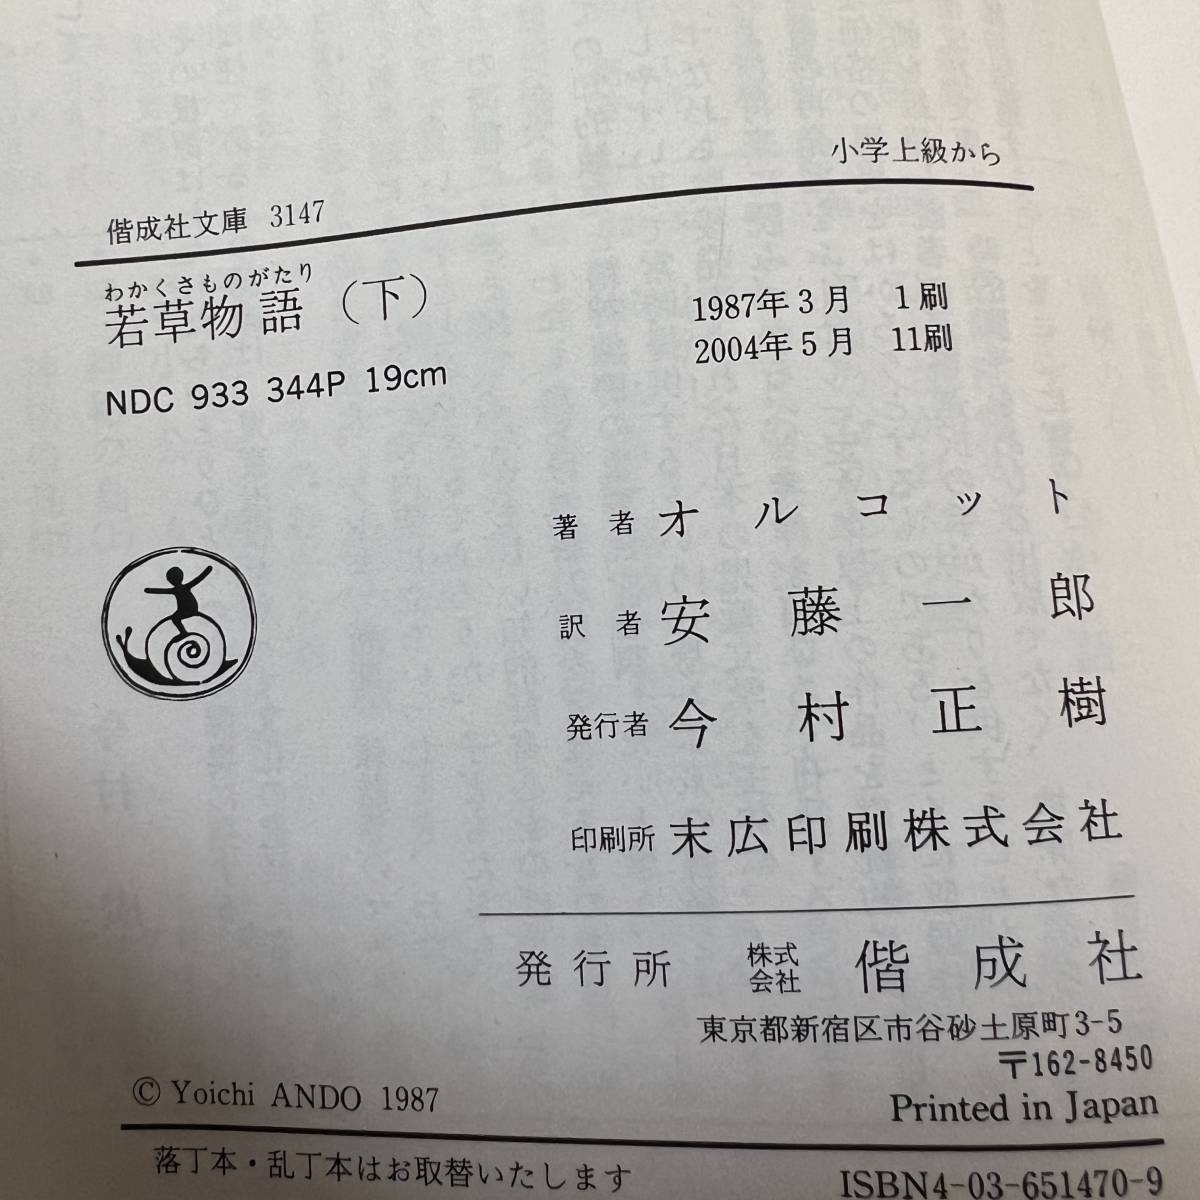 小学上級から
偕成社文庫 3147
わかくさものがたり
若草物語(下)
1987年3月 1刷
2004年5月 11刷
NDC 933 344P 19cm
著者 オルコット
訳者 安藤一郎
発行者 今村正樹
印刷所 末広印刷株式会社
発行所 株式会社 偕成社
東京都新宿区市谷砂土原町3-5
〒162-8450
© Yoichi ANDO 1987
Printed in Japan
落丁本・乱丁本はお取替いたします
ISBN4-03-651470-9